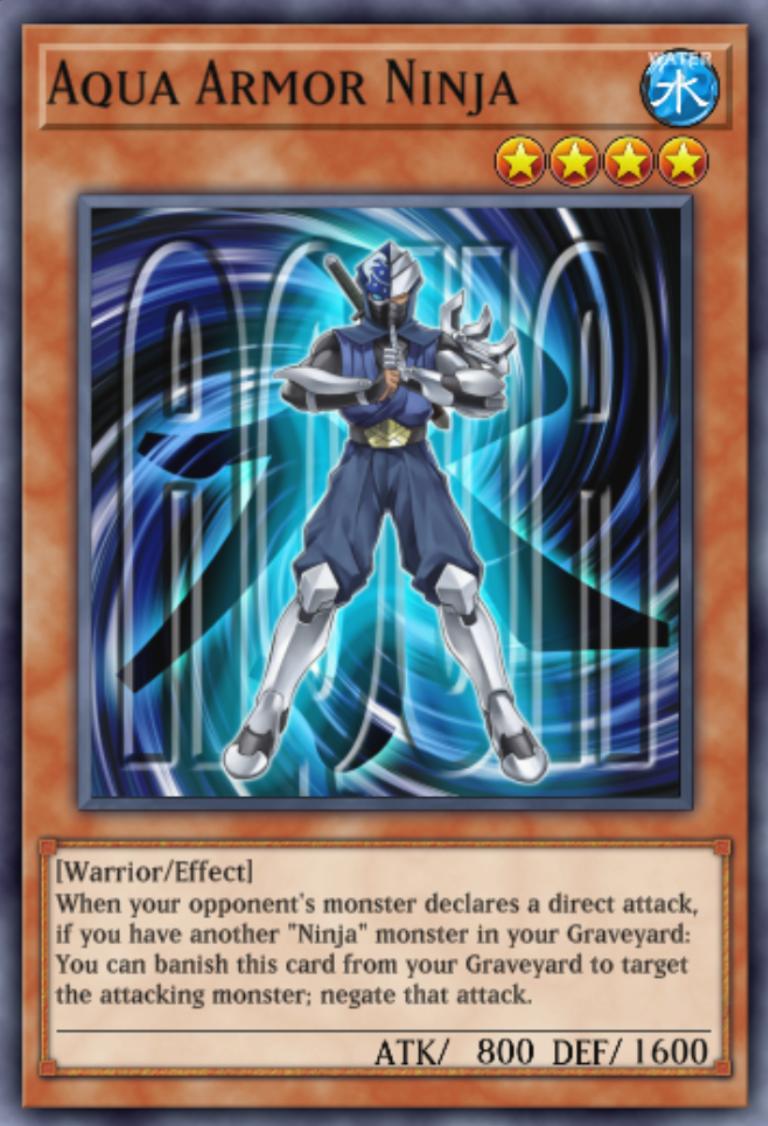 Aqua Armor Ninja
WATER
水
AQUA
[Warrior/Effect]
When your opponent's monster declares a direct attack,
if you have another "Ninja" monster in your Graveyard:
You can banish this card from your Graveyard to target
the attacking monster; negate that attack.
ATK/ 800 DEF/ 1600